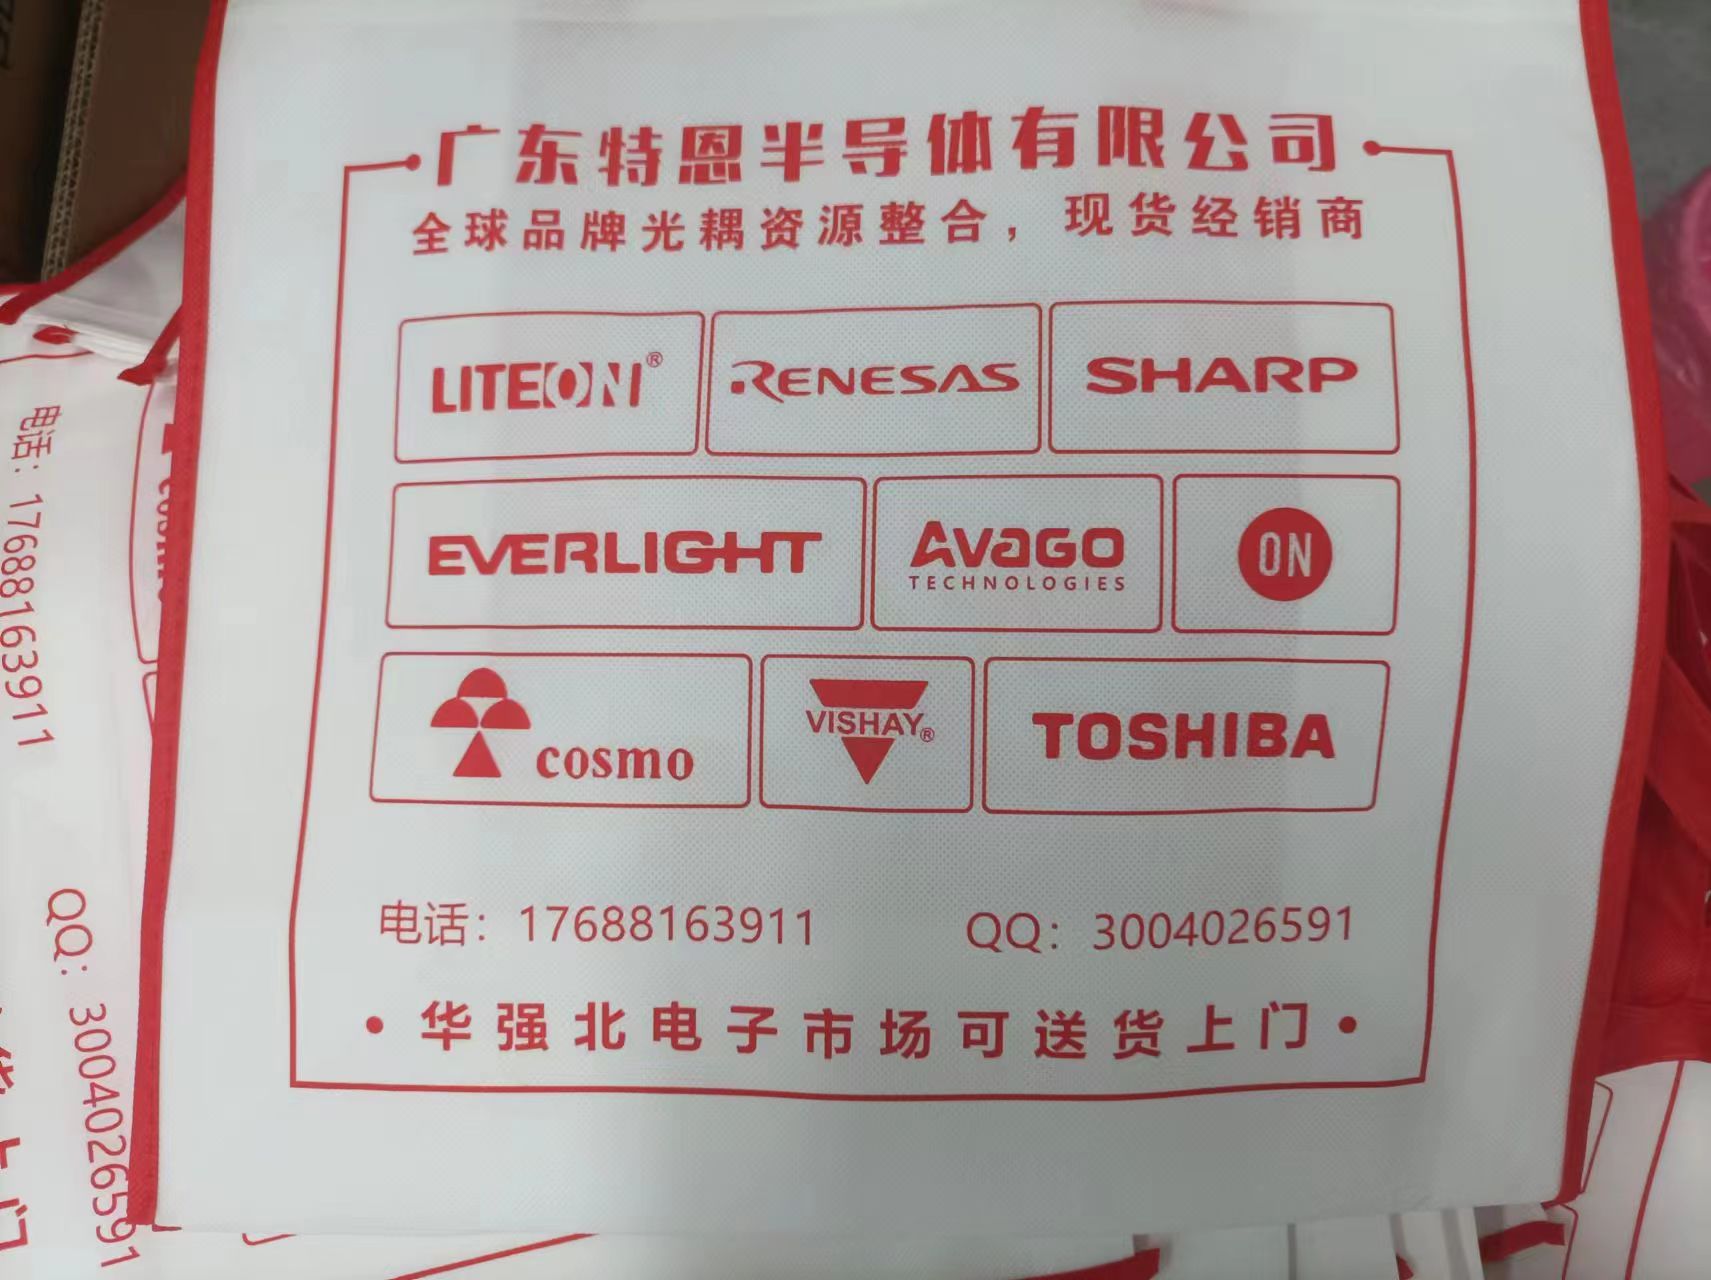 广东特恩半导体有限公司
全球品牌光耦资源整合，现货经销商
LITEON®
RENESAS
SHARP
EVERLIGHT
AVAGO
TECHNOLOGIES
ON
cosmo
VISHAY®
TOSHIBA
电话：17688163911
QQ：3004026591
·华强北电子市场可送货上门·
电话：17688163911
QQ：3004026591